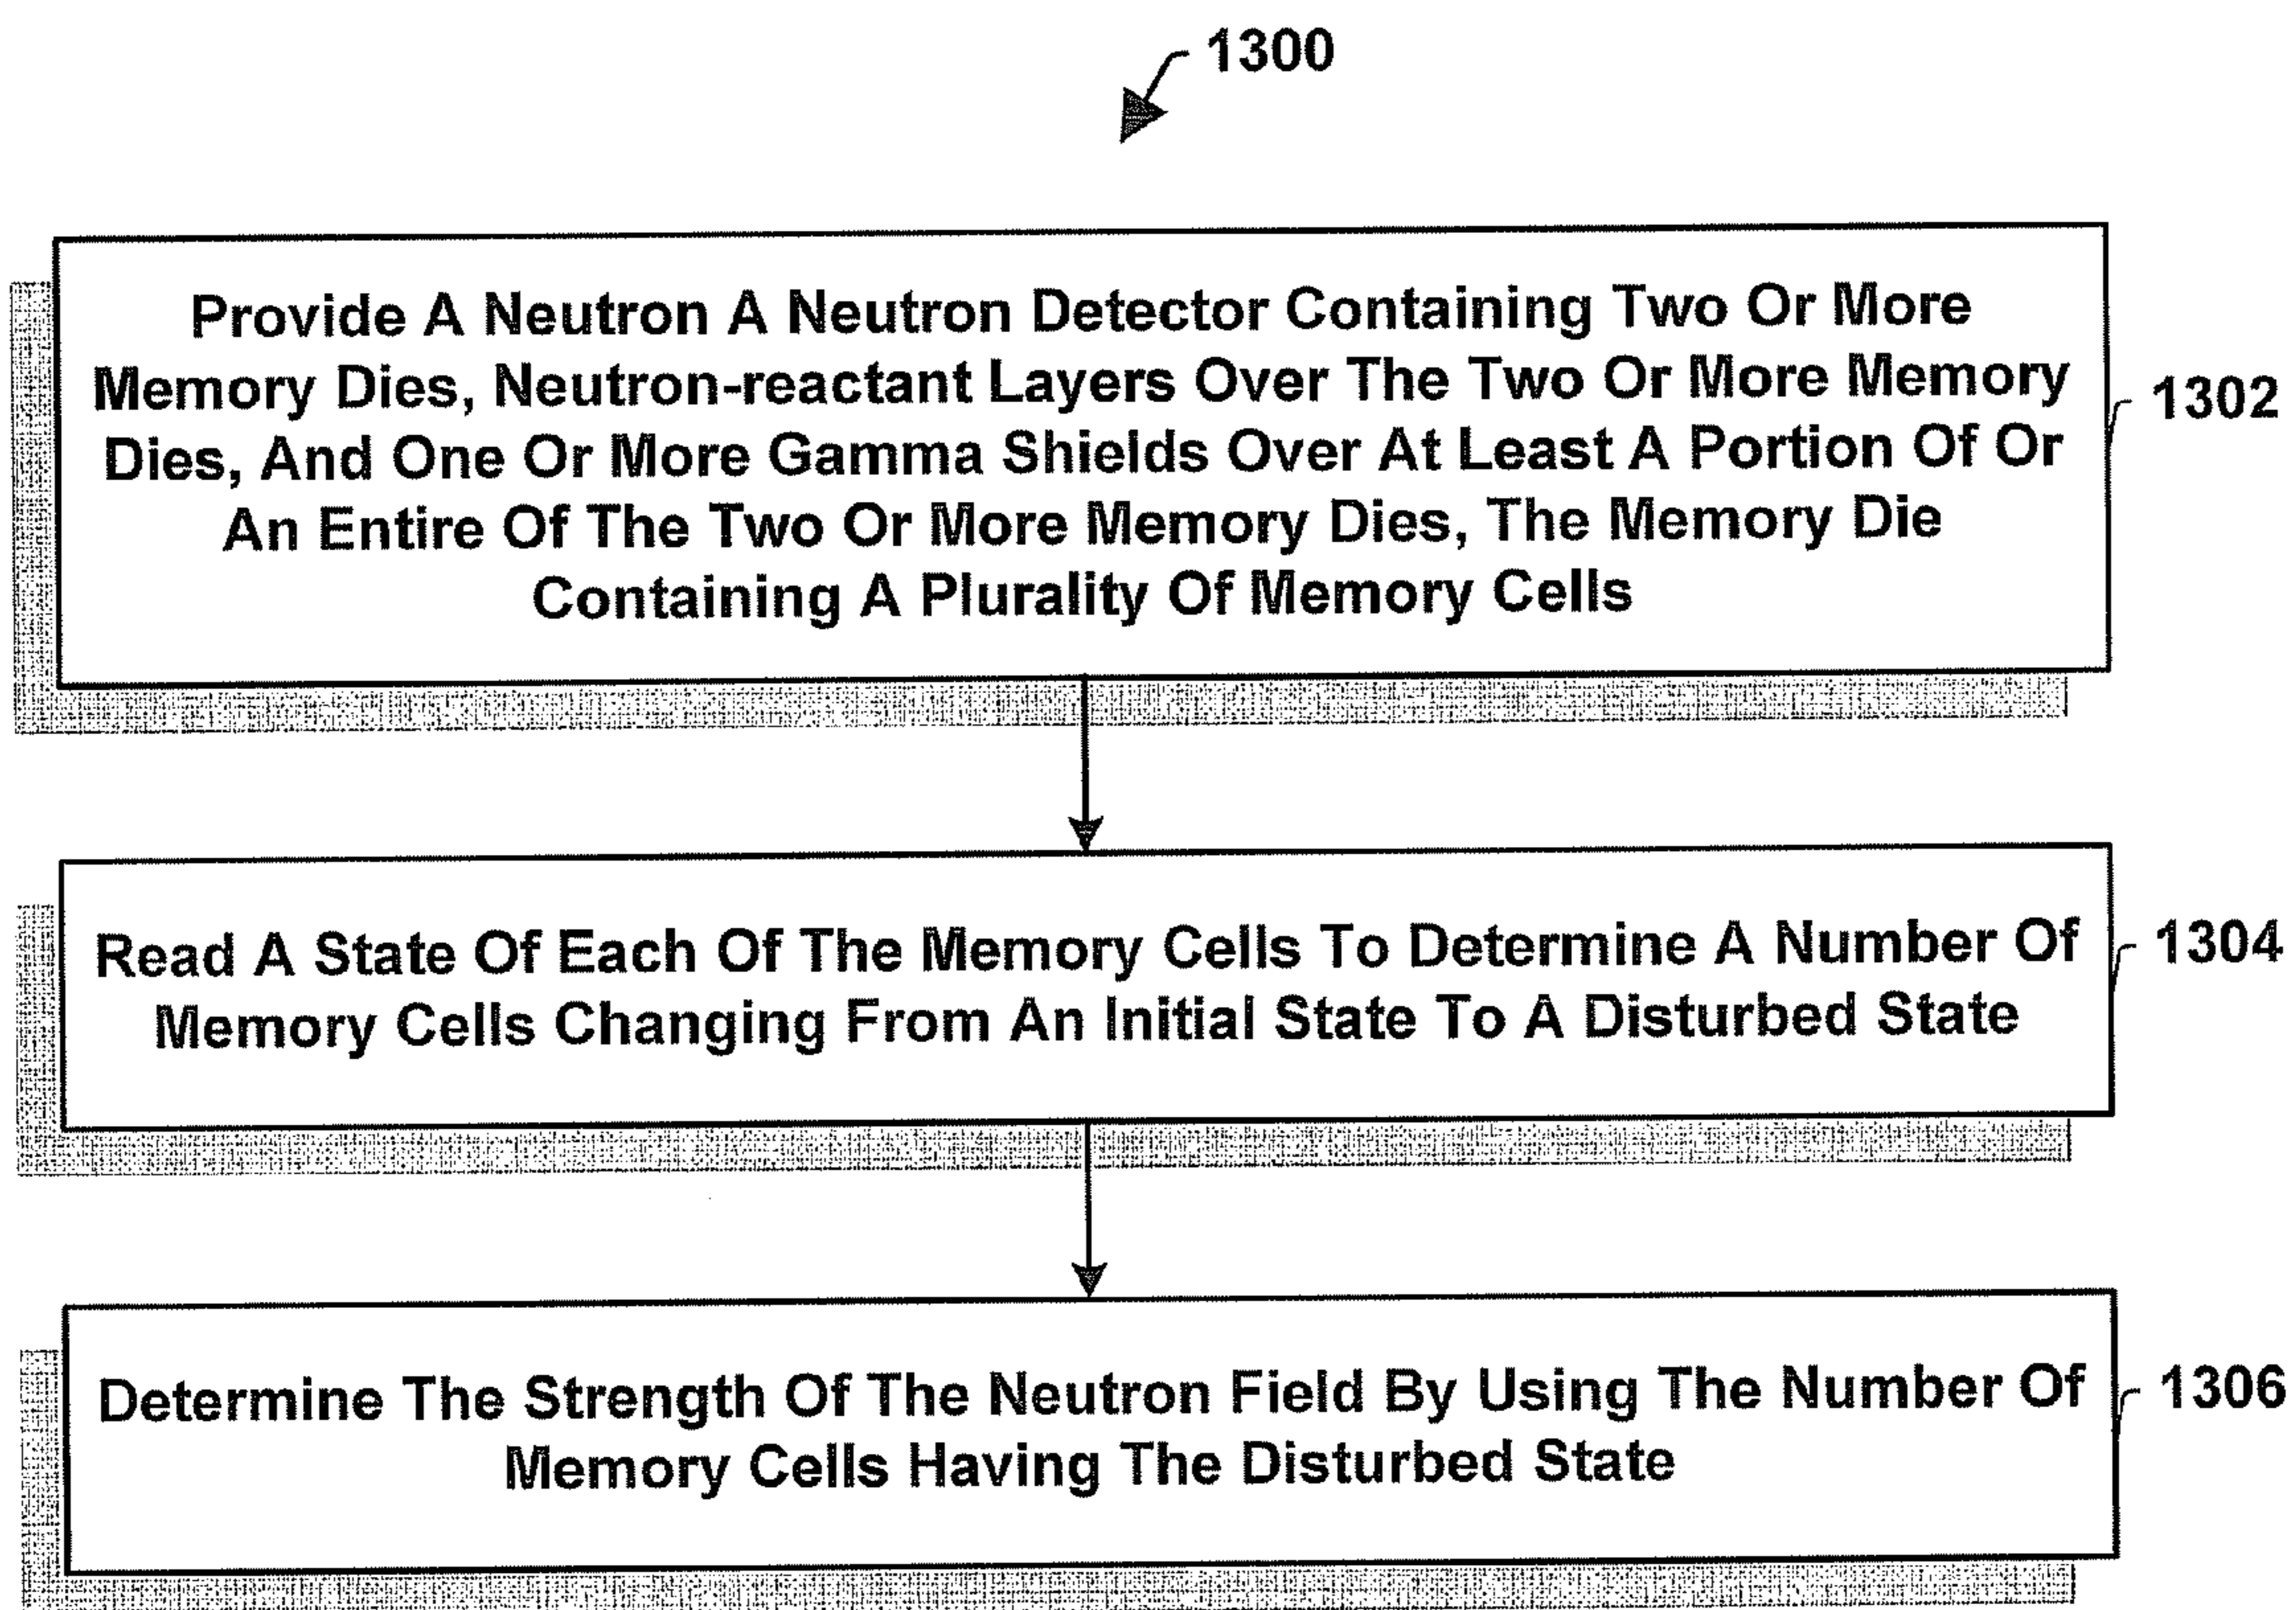 1300
Provide A Neutron A Neutron Detector Containing Two Or More
Memory Dies, Neutron-reactant Layers Over The Two Or More Memory
Dies, And One Or More Gamma Shields Over At Least A Portion Of Or
An Entire Of The Two Or More Memory Dies, The Memory Die
Containing A Plurality Of Memory Cells
1302
Read A State Of Each Of The Memory Cells To Determine A Number Of
Memory Cells Changing From An Initial State To A Disturbed State
1304
Determine The Strength Of The Neutron Field By Using The Number Of
Memory Cells Having The Disturbed State
1306